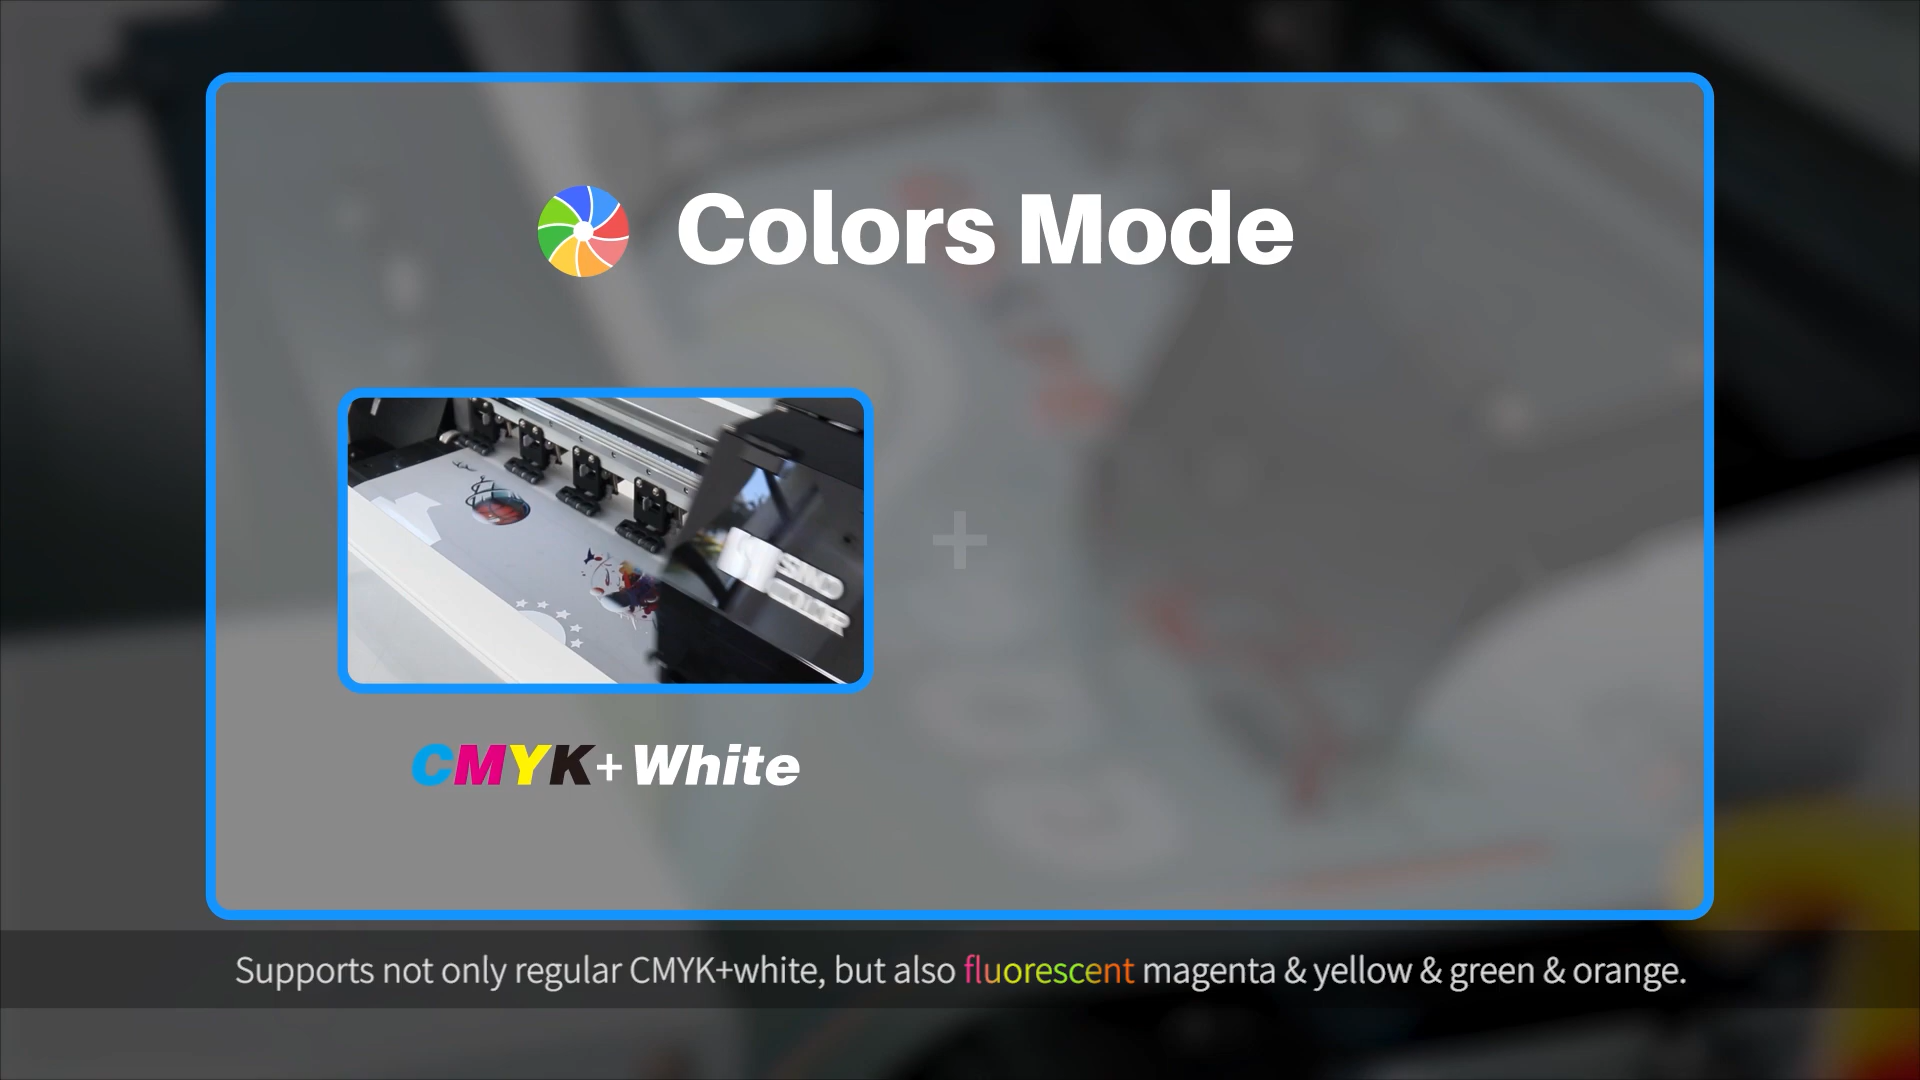 Colors Mode
CMYK+White
Supports not only regular CMYK+white, but also fluorescent magenta & yellow & green & orange.